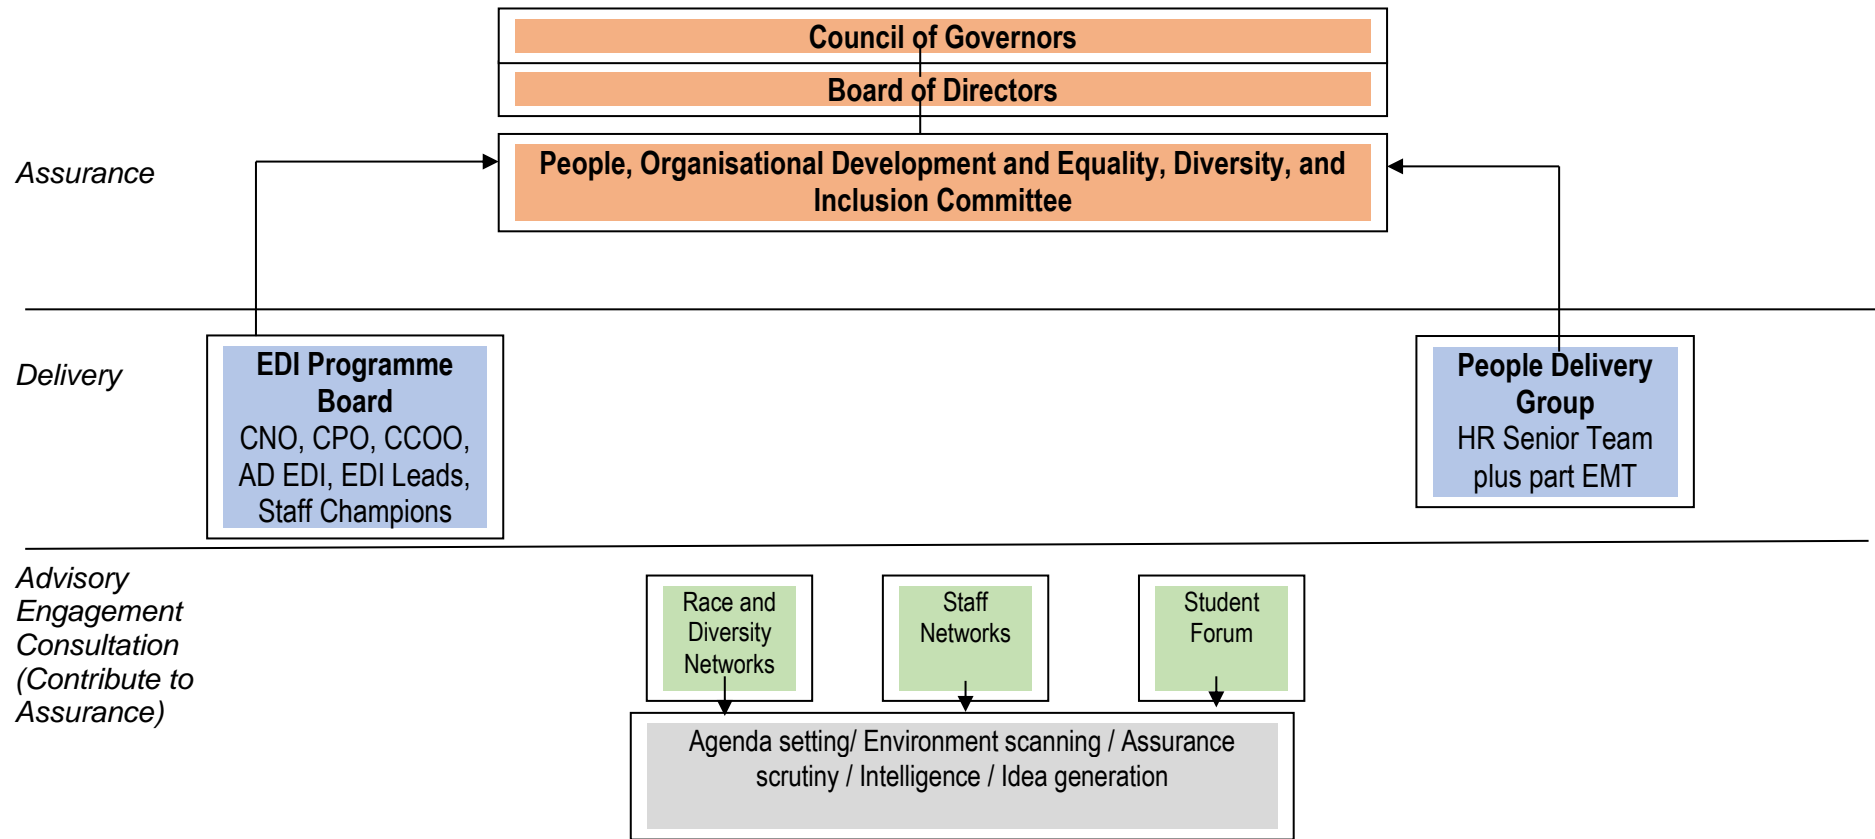 Council of Governors
Board of Directors
Assurance
People, Organisational Development and Equality, Diversity, and
Inclusion Committee
Delivery
EDI Programme
Board
CNO, CPO, CCOO,
AD EDI, EDI Leads,
Staff Champions
People Delivery
Group
HR Senior Team
plus part EMT
Advisory
Engagement
Consultation
(Contribute to
Assurance)
Race and
Diversity
Networks
Staff
Networks
Student
Forum
Agenda setting/ Environment scanning / Assurance
scrutiny / Intelligence / Idea generation